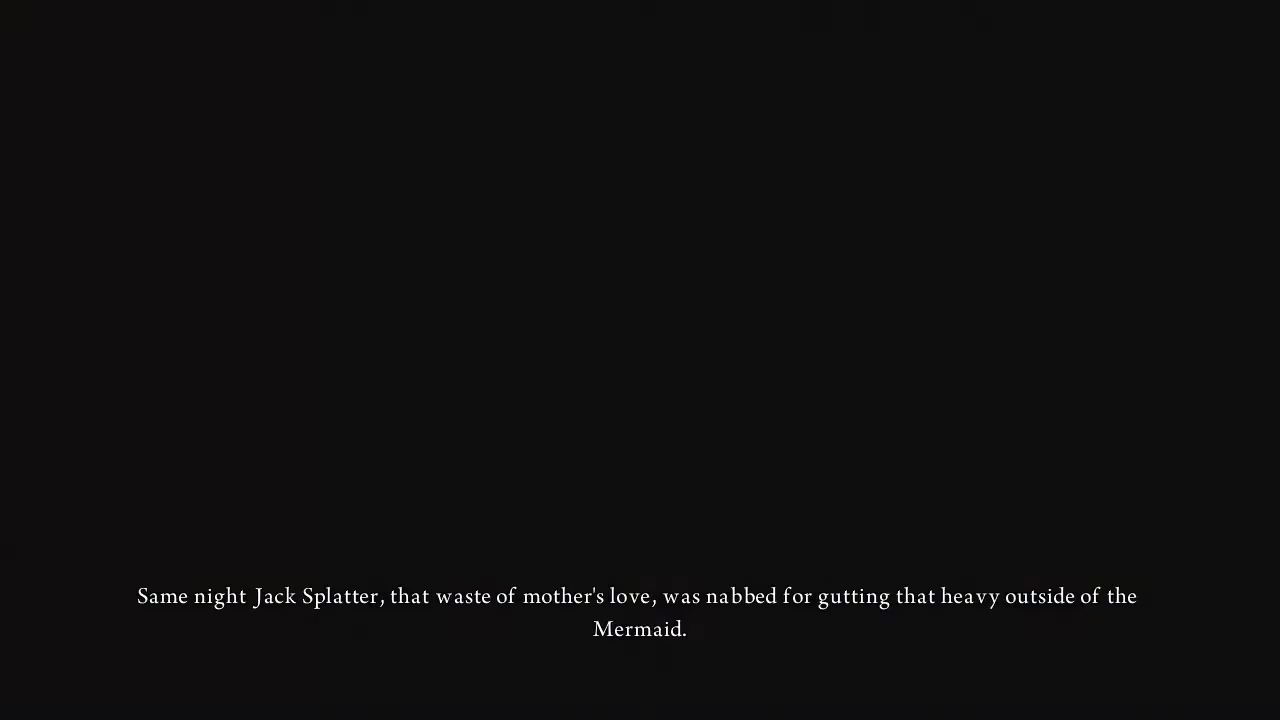 Same night Jack Splatter, that waste of mother's love, was nabbed for gutting that heavy outside of the
Mermaid.